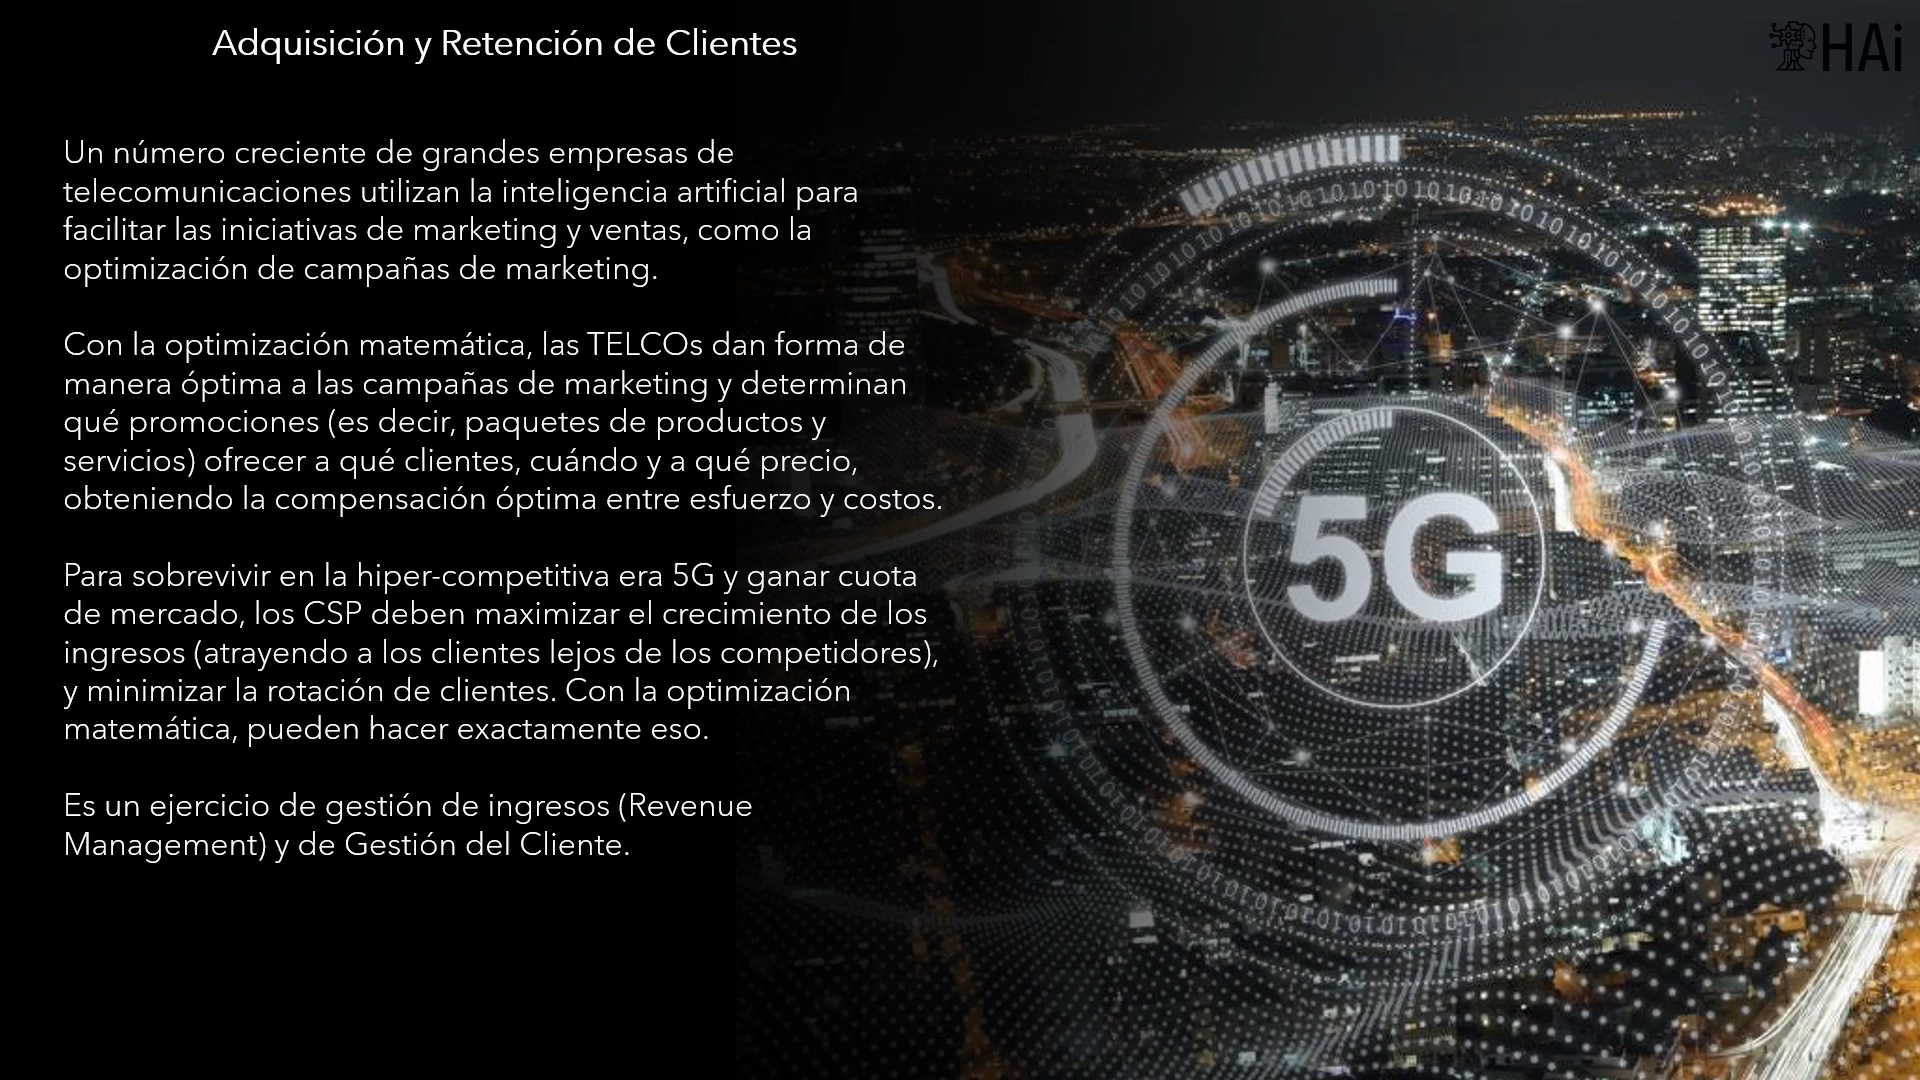 Adquisición y Retención de Clientes
HAi
Un número creciente de grandes empresas de
telecomunicaciones utilizan la inteligencia artificial para
facilitar las iniciativas de marketing y ventas, como la
optimización de campañas de marketing.
Con la optimización matemática, las TELCOs dan forma de
manera óptima a las campañas de marketing y determinan
qué promociones (es decir, paquetes de productos y
servicios) ofrecer a qué clientes, cuándo y a qué precio,
obteniendo la compensación óptima entre esfuerzo y costos.
Para sobrevivir en la hiper-competitiva era 5G y ganar cuota
de mercado, los CSP deben maximizar el crecimiento de los
ingresos (atrayendo a los clientes lejos de los competidores),
y minimizar la rotación de clientes. Con la optimización
matemática, pueden hacer exactamente eso.
Es un ejercicio de gestión de ingresos (Revenue
Management) y de Gestión del Cliente.
5G